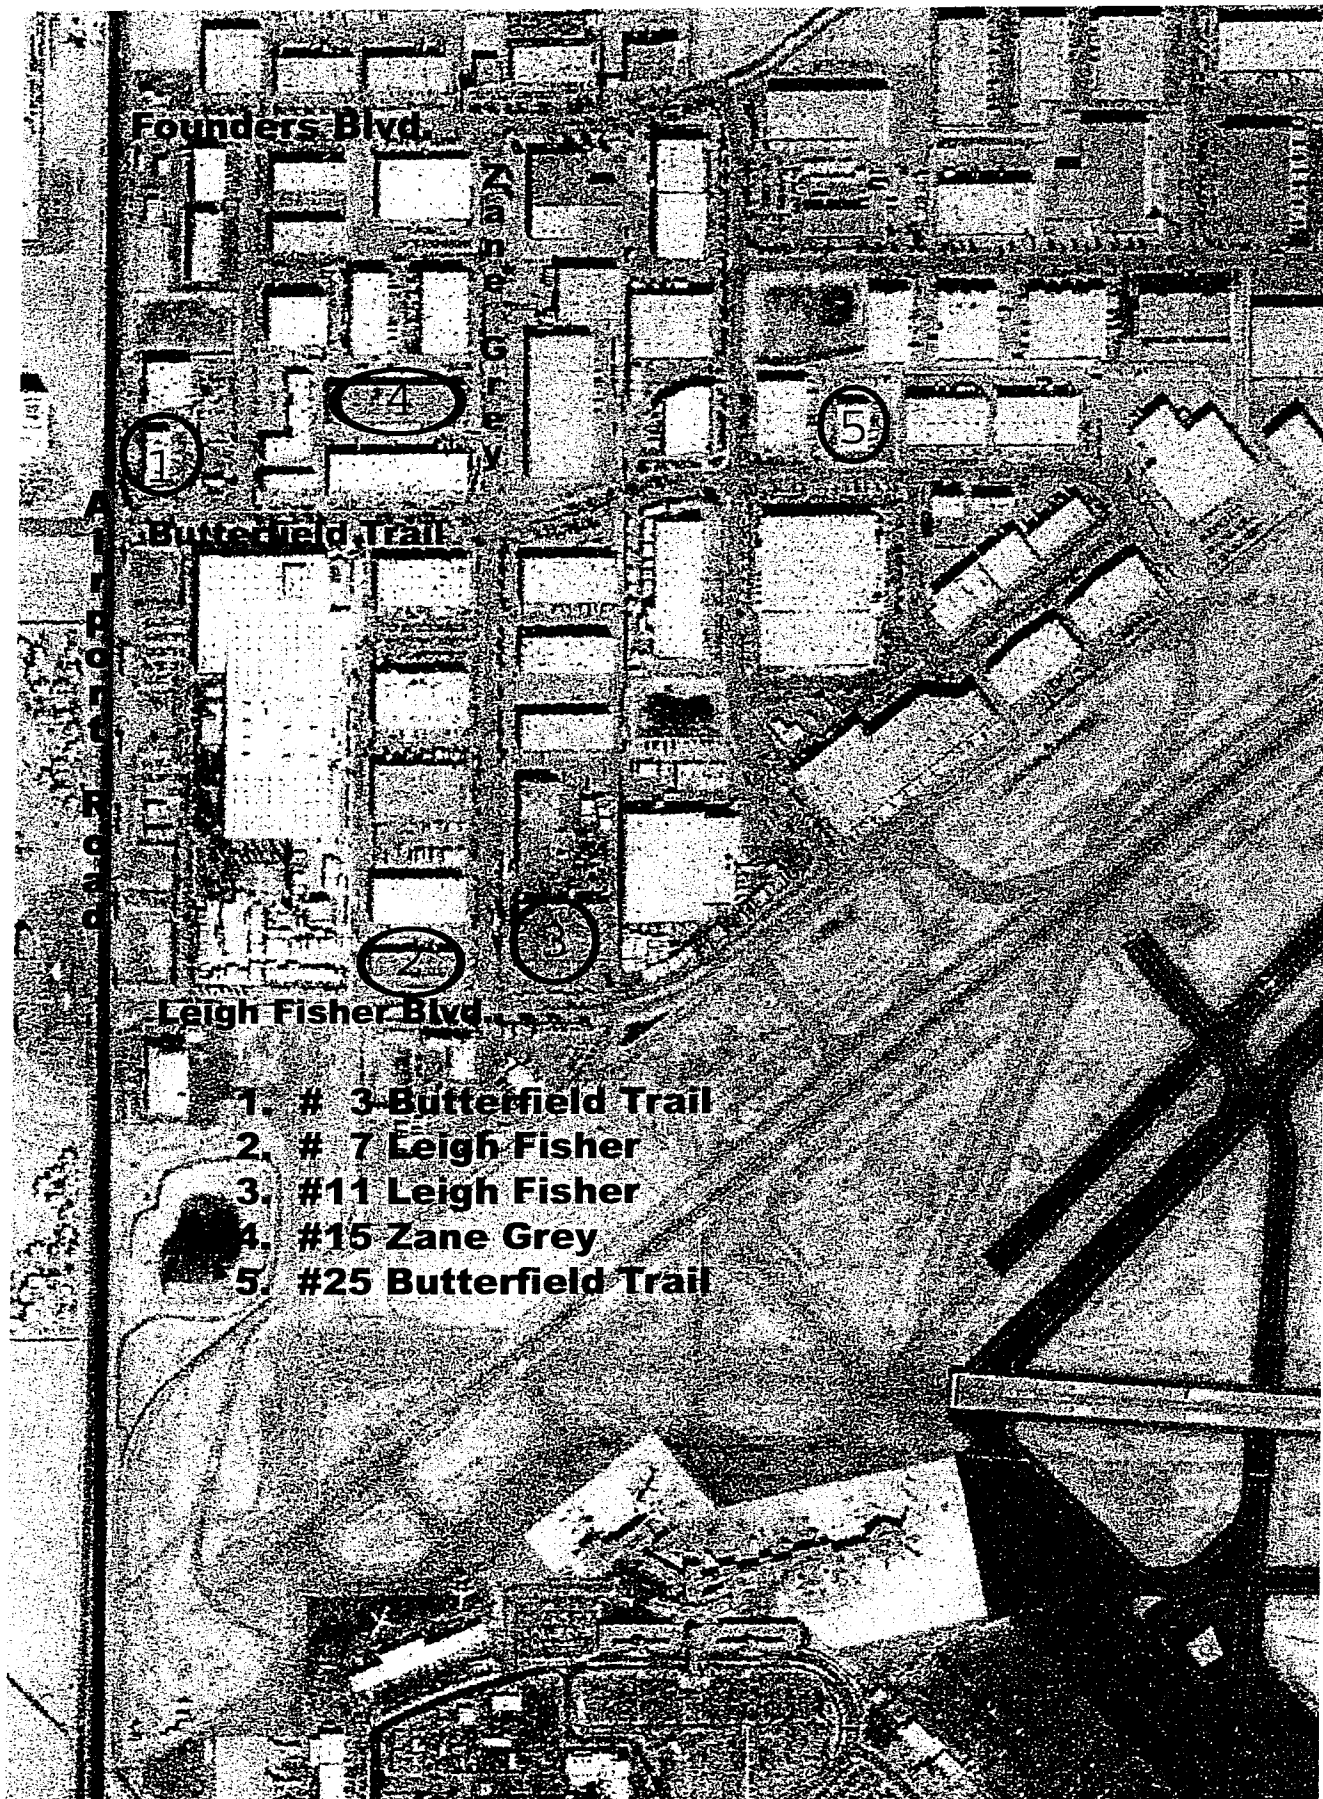 Founders Blvd.
Zane Grey
4
5
1
Airport Road
Butterfield Trail
3
2
Leigh Fisher Blvd.
1. # 3 Butterfield Trail
2. # 7 Leigh Fisher
3. #11 Leigh Fisher
4. #15 Zane Grey
5. #25 Butterfield Trail